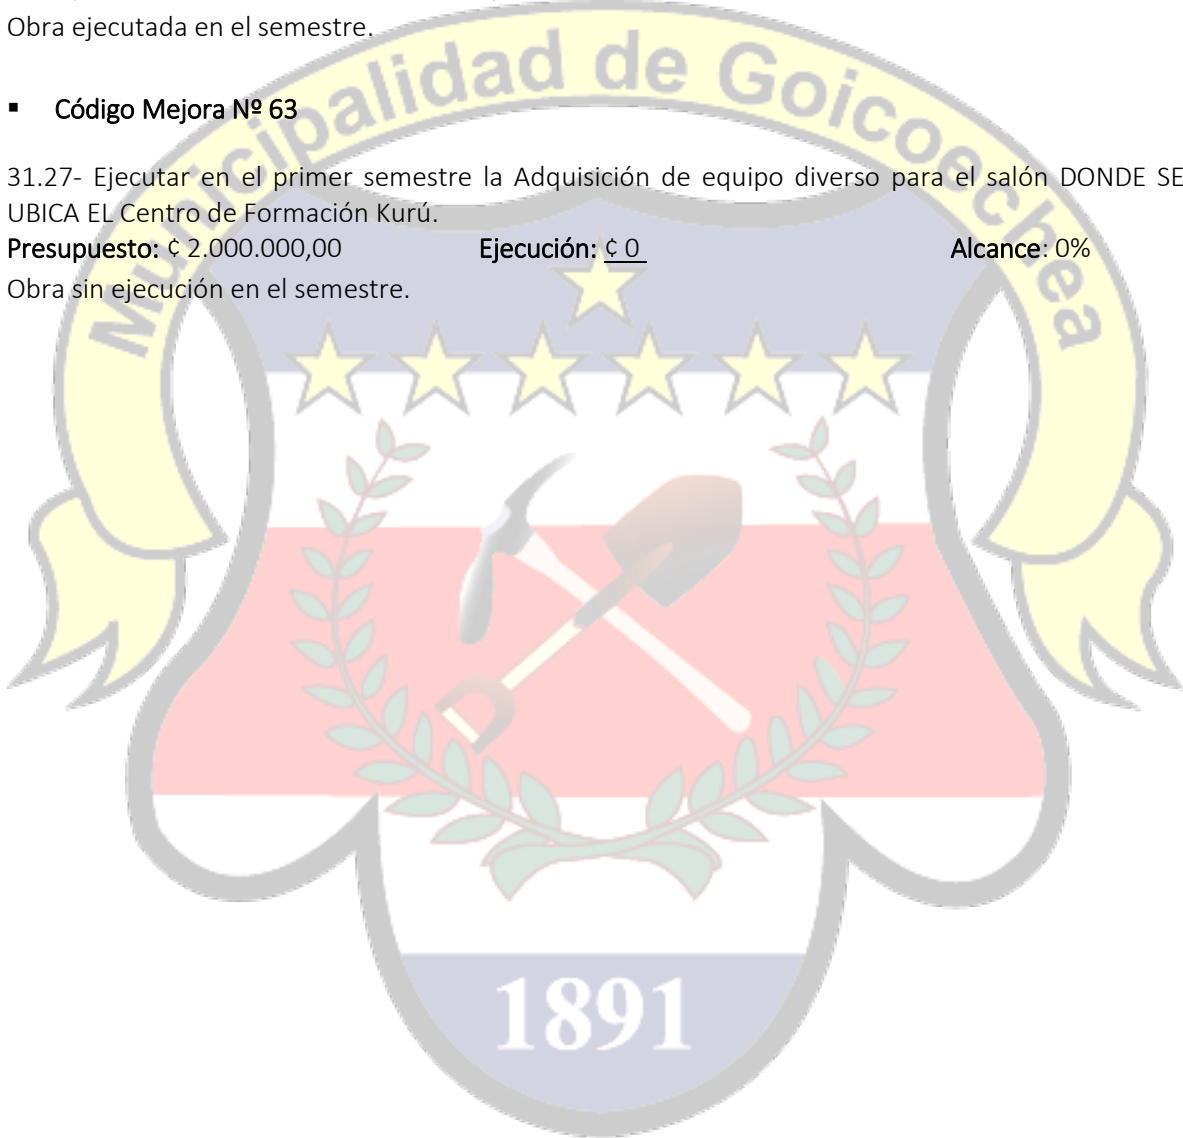 Obra ejecutada en el semestre.
▪ Código Mejora Nº 63
31.27- Ejecutar en el primer semestre la Adquisición de equipo diverso para el salón DONDE SE
UBICA EL Centro de Formación Kurú.
Presupuesto: ¢ 2.000.000,00 Ejecución: ¢ 0 Alcance: 0%
Obra sin ejecución en el semestre.
Municipalidad de Goicoechea
1891